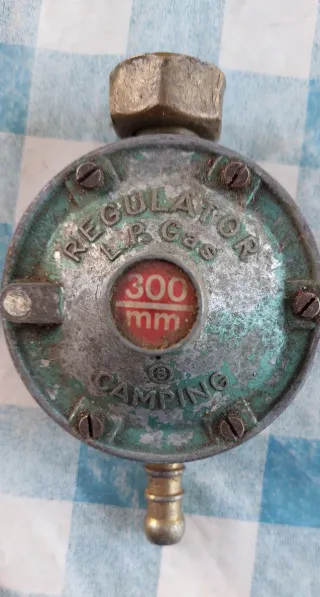 REGULATOR
L.P. Gas
300
mm
CAMPING